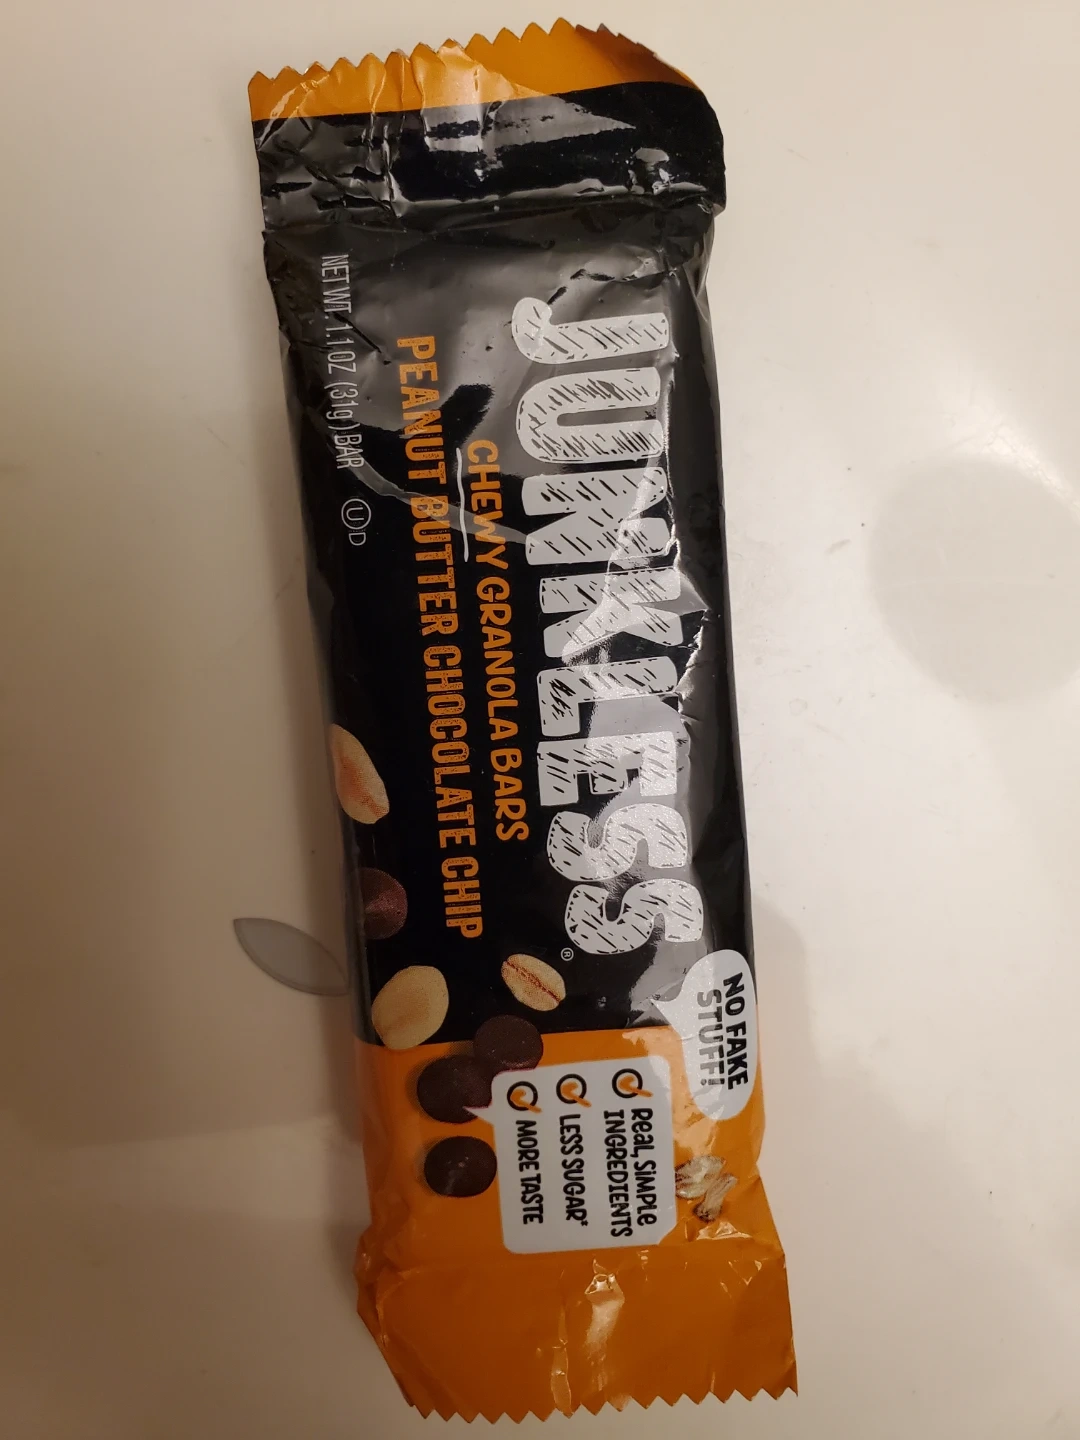 JUNKLESS®
CHEWY GRANOLA BARS
PEANUT BUTTER CHOCOLATE CHIP
NET WT. 1.1 OZ (31g) BAR
UD
NO FAKE
STUFF!
REAL, SIMPLE
INGREDIENTS
LESS SUGAR*
MORE TASTE